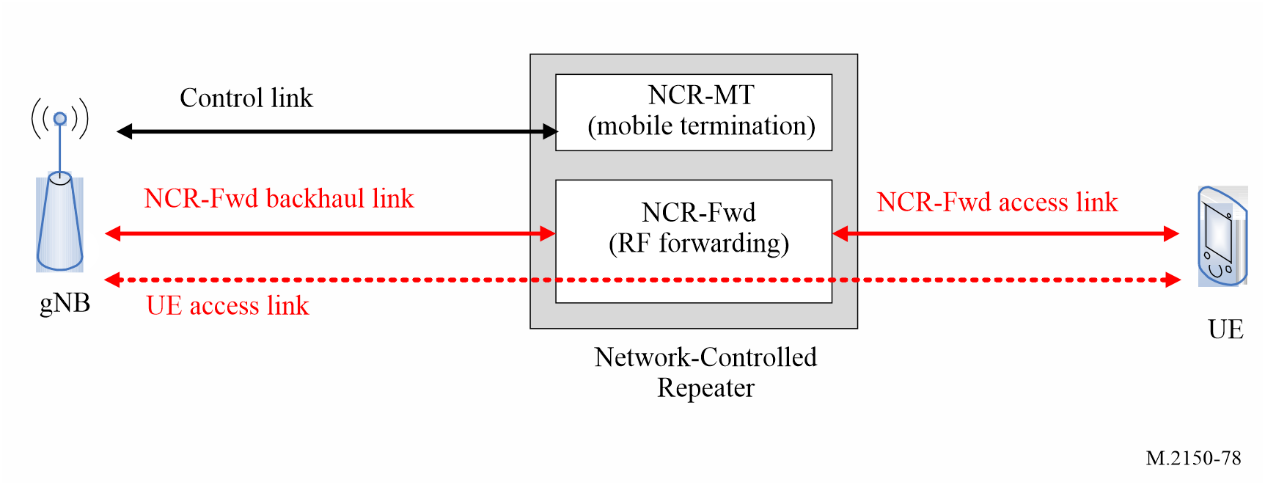 Control link
NCR-MT
(mobile termination)
NCR-Fwd backhaul link
NCR-Fwd
(RF forwarding)
NCR-Fwd access link
gNB
UE access link
UE
Network-Controlled
Repeater
M.2150-78